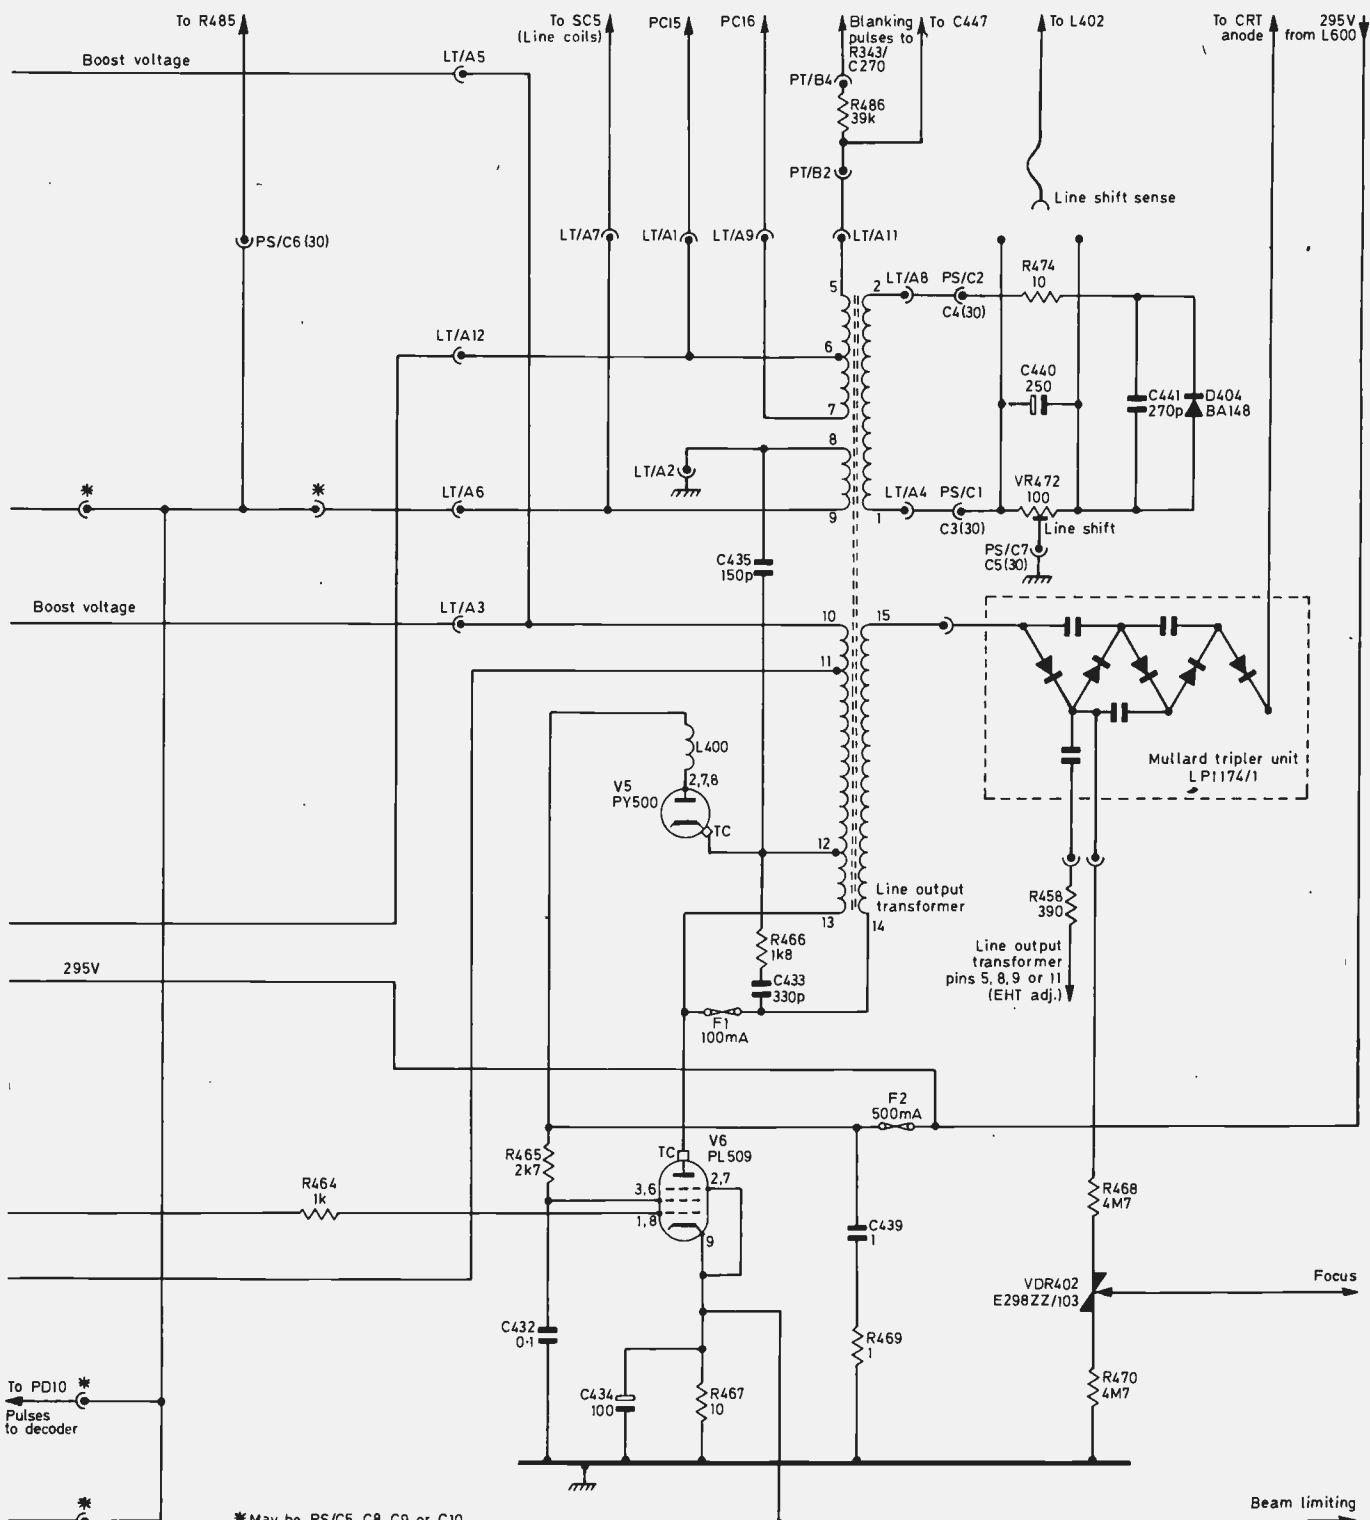 To R485
To SC5
(Line coils)
PC15
PC16
Blanking
pulses to
R343/
C270
To C447
To L402
To CRT
anode
295V
from L600
Boost voltage
LT/A5
PT/B4
R486
39k
PT/B2
Line shift sense
PS/C6(30)
LT/A7
LT/A1
LT/A9
LT/A11
LT/A8
PS/C2
C4(30)
R474
10
5
2
LT/A12
6
C440
250
C441
270p
D404
BA148
7
8
LT/A2
*
*
LT/A6
9
1
LT/A4
PS/C1
C3(30)
VR472
100
Line shift
PS/C7
C5(30)
C435
150p
Boost voltage
LT/A3
10
15
11
L400
2,7,8
V5
PY500
TC
12
Mullard tripler unit
LP1174/1
Line output
transformer
13
14
R458
390
R466
1k8
C433
330p
Line output
transformer
pins 5, 8, 9 or 11
(EHT adj.)
295V
F1
100mA
F2
500mA
R465
2k7
TC
V6
PL509
R464
1k
3,6
2,7
1,8
9
C439
1
R468
4M7
VDR402
E298ZZ/103
Focus
C432
0·1
R469
1
To PD10
*
Pulses
to decoder
C434
100
R467
10
R470
4M7
*
*May be PS/C5, C8, C9 or C10
Beam limiting